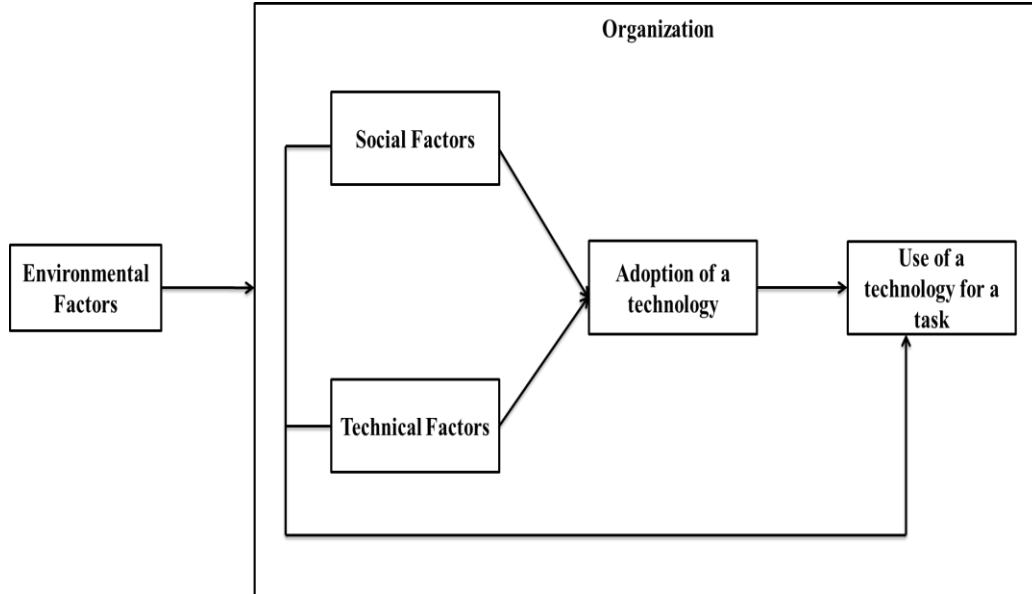 Organization
Social Factors
Environmental
Factors
Adoption of a
technology
Use of a
technology for a
task
Technical Factors